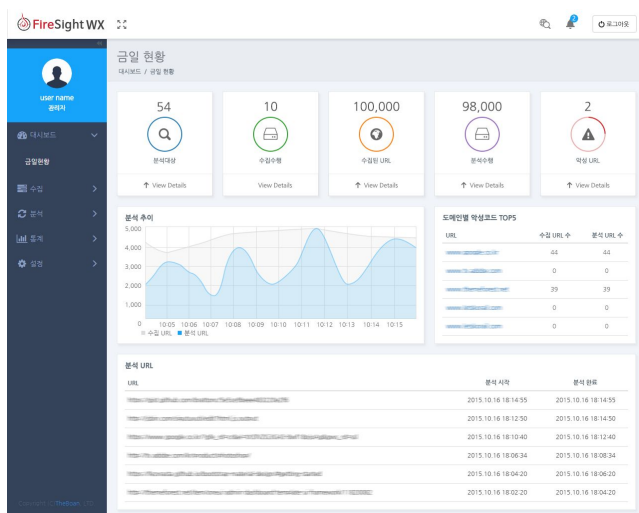 FireSight WX
2
로그아웃
user name
관리자
대시보드
금일현황
수집
분석
통계
설정
금일 현황
대시보드 / 금일 현황
54
분석대상
View Details
10
수집수행
View Details
100,000
수집된 URL
View Details
98,000
분석수행
View Details
2
악성 URL
View Details
분석 추이
5,000
4,000
3,000
2,000
1,000
0
10:05 10:06 10:07 10:08 10:09 10:10 10:11 10:12 10:13 10:14 10:15
수집 URL 분석 URL
도메인별 악성코드 TOP5
URL 수집 URL 수 분석 URL 수
44 44
0 0
39 39
0 0
0 0
분석 URL
URL 분석 시작 분석 완료
2015.10.16 18:14:55 2015.10.16 18:14:55
2015.10.16 18:12:50 2015.10.16 18:14:50
2015.10.16 18:10:40 2015.10.16 18:12:40
2015.10.16 18:06:34 2015.10.16 18:08:34
2015.10.16 18:04:20 2015.10.16 18:06:20
2015.10.16 18:02:20 2015.10.16 18:04:20